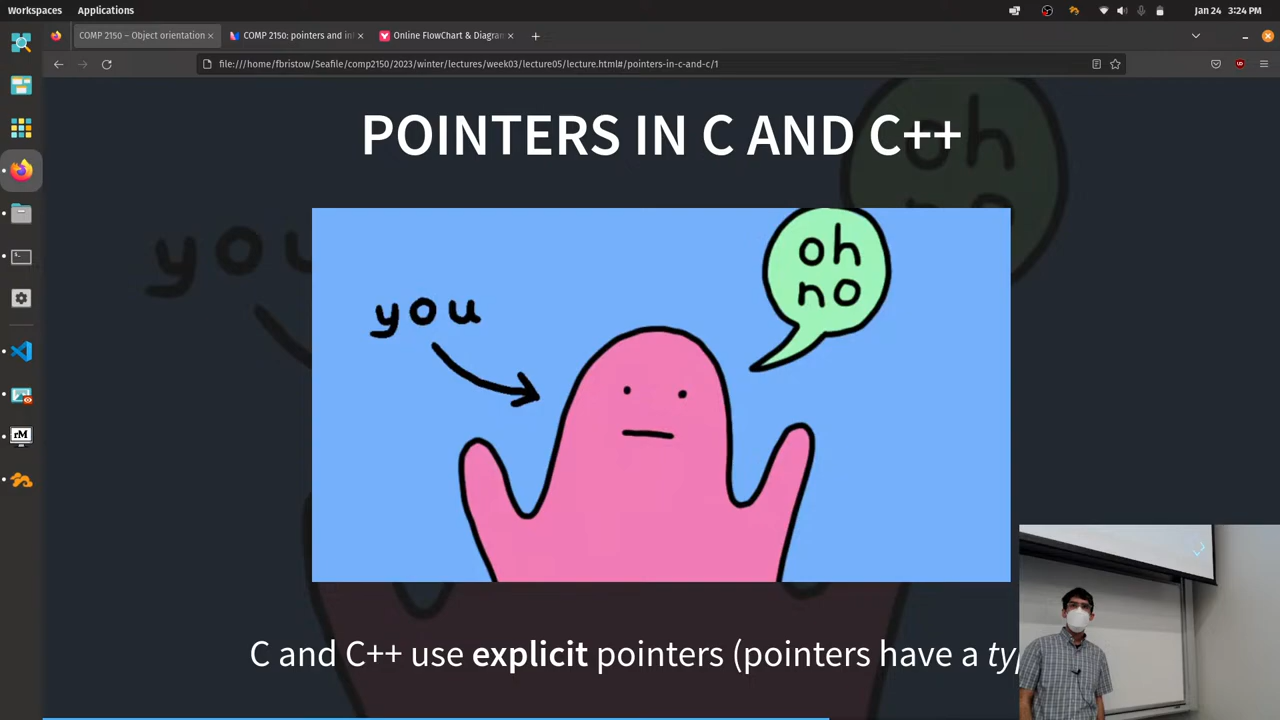 Workspaces Applications Jan 24 3:24 PM
COMP 2150 – Object orientation COMP 2150: pointers and in Online FlowChart & Diagram
file:///home/fbristow/Seafile/comp2150/2023/winter/lectures/week03/lecture05/lecture.html#/pointers-in-c-and-c/1
POINTERS IN C AND C++
oh
no
you
C and C++ use explicit pointers (pointers have a typ